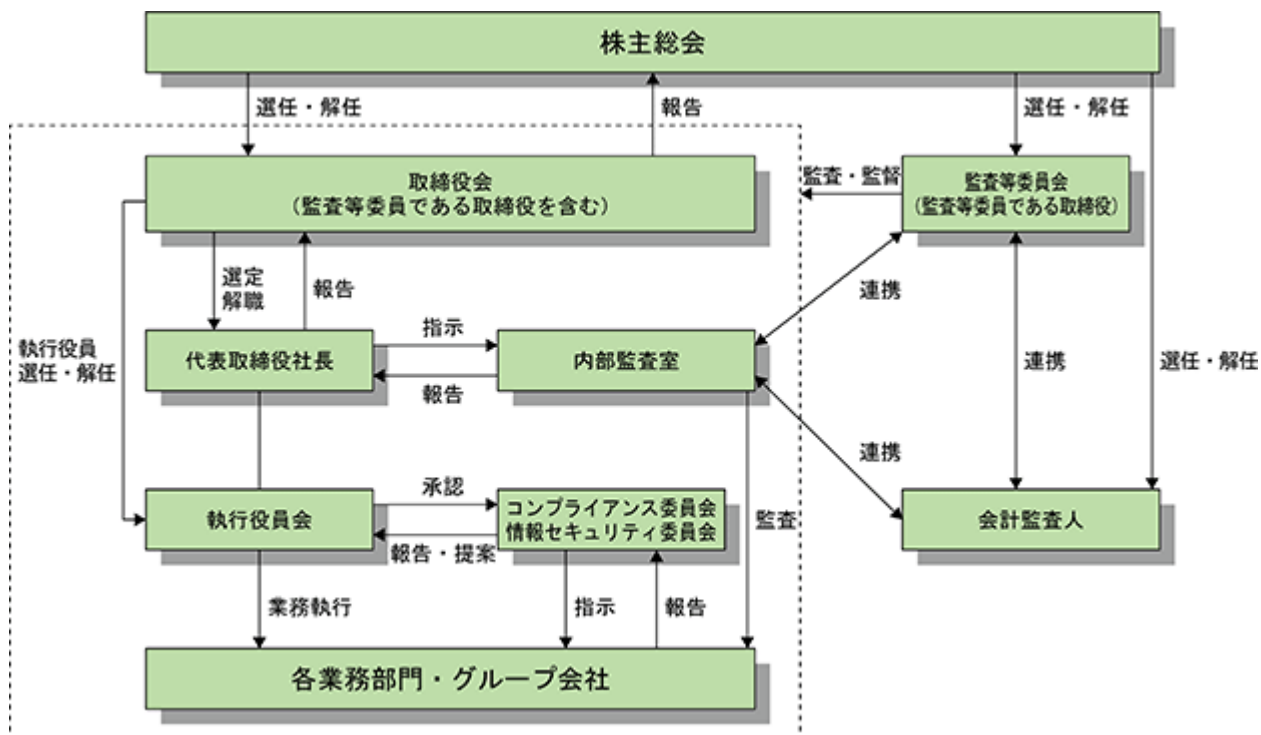 株主総会
選任・解任
報告
選任・解任
取締役会
(監査等委員である取締役を含む)
監査・監督
監査等委員会
(監査等委員である取締役)
選定
解職
報告
連携
執行役員
選任・解任
代表取締役社長
指示
報告
内部監査室
連携
選任・解任
連携
執行役員会
承認
報告・提案
コンプライアンス委員会
情報セキュリティ委員会
監査
会計監査人
業務執行
指示
報告
各業務部門・グループ会社